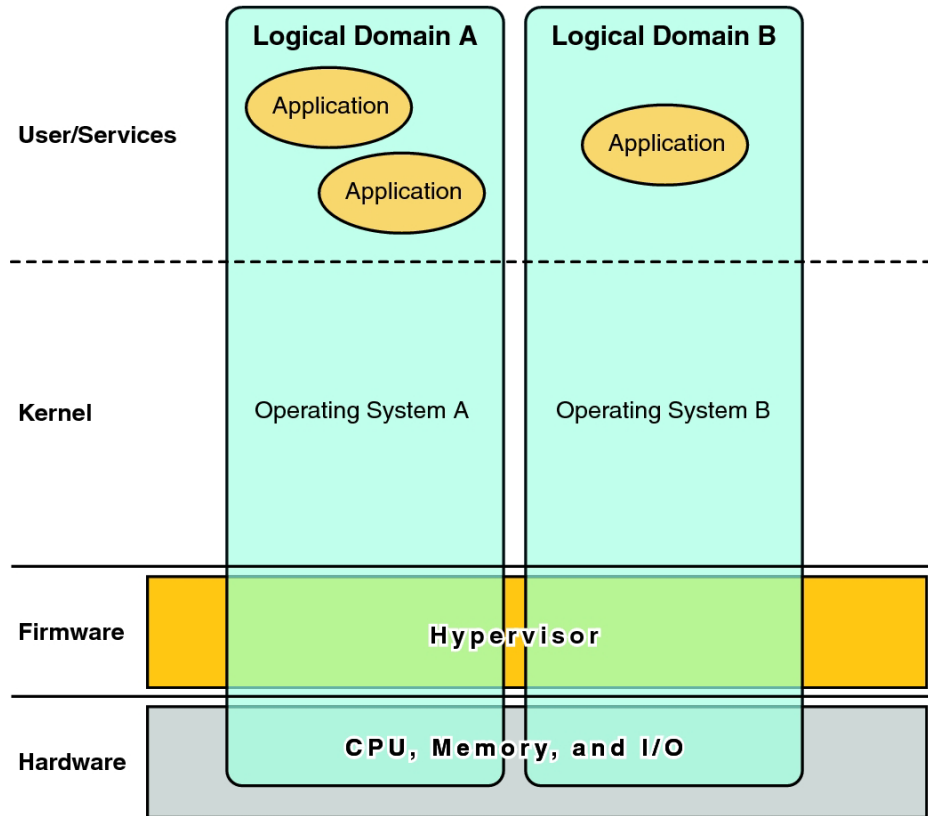 Logical Domain A
Logical Domain B
User/Services
Application
Application
Application
Kernel
Operating System A
Operating System B
Firmware
Hypervisor
Hardware
CPU, Memory, and I/O